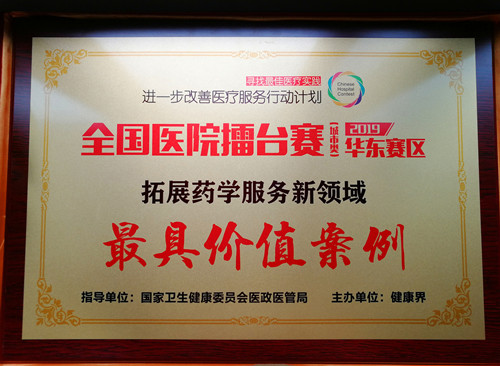 寻找最佳医疗实践
进一步改善医疗服务行动计划
Chinese Hospital Contest
全国医院擂台赛(城市类)2019/华东赛区
拓展药学服务新领域
最具价值案例
指导单位:国家卫生健康委员会医政医管局 主办单位:健康界